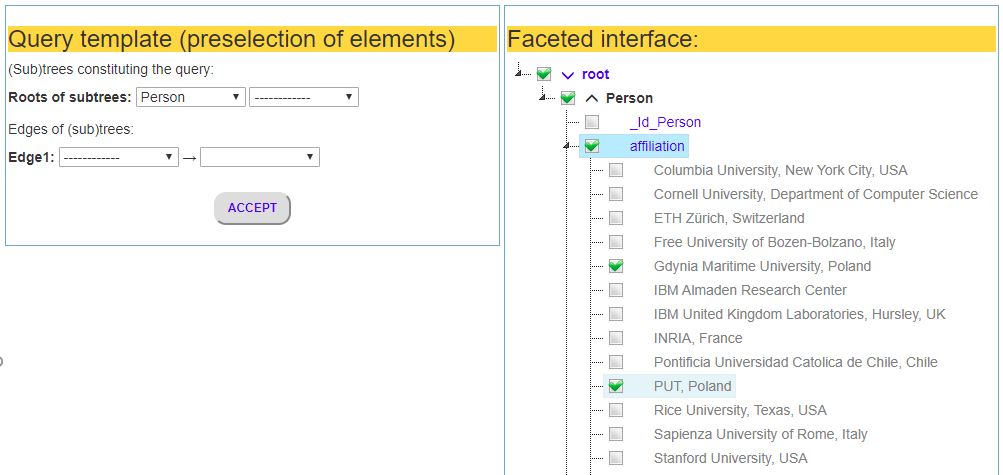 Query template (preselection of elements)
(Sub)trees constituting the query:
Roots of subtrees: Person ------------
Edges of (sub)trees:
Edge1: ------------ →
ACCEPT
Faceted interface:
root
Person
_Id_Person
affiliation
Columbia University, New York City, USA
Cornell University, Department of Computer Science
ETH Zürich, Switzerland
Free University of Bozen-Bolzano, Italy
Gdynia Maritime University, Poland
IBM Almaden Research Center
IBM United Kingdom Laboratories, Hursley, UK
INRIA, France
Pontificia Universidad Catolica de Chile, Chile
PUT, Poland
Rice University, Texas, USA
Sapienza University of Rome, Italy
Stanford University, USA